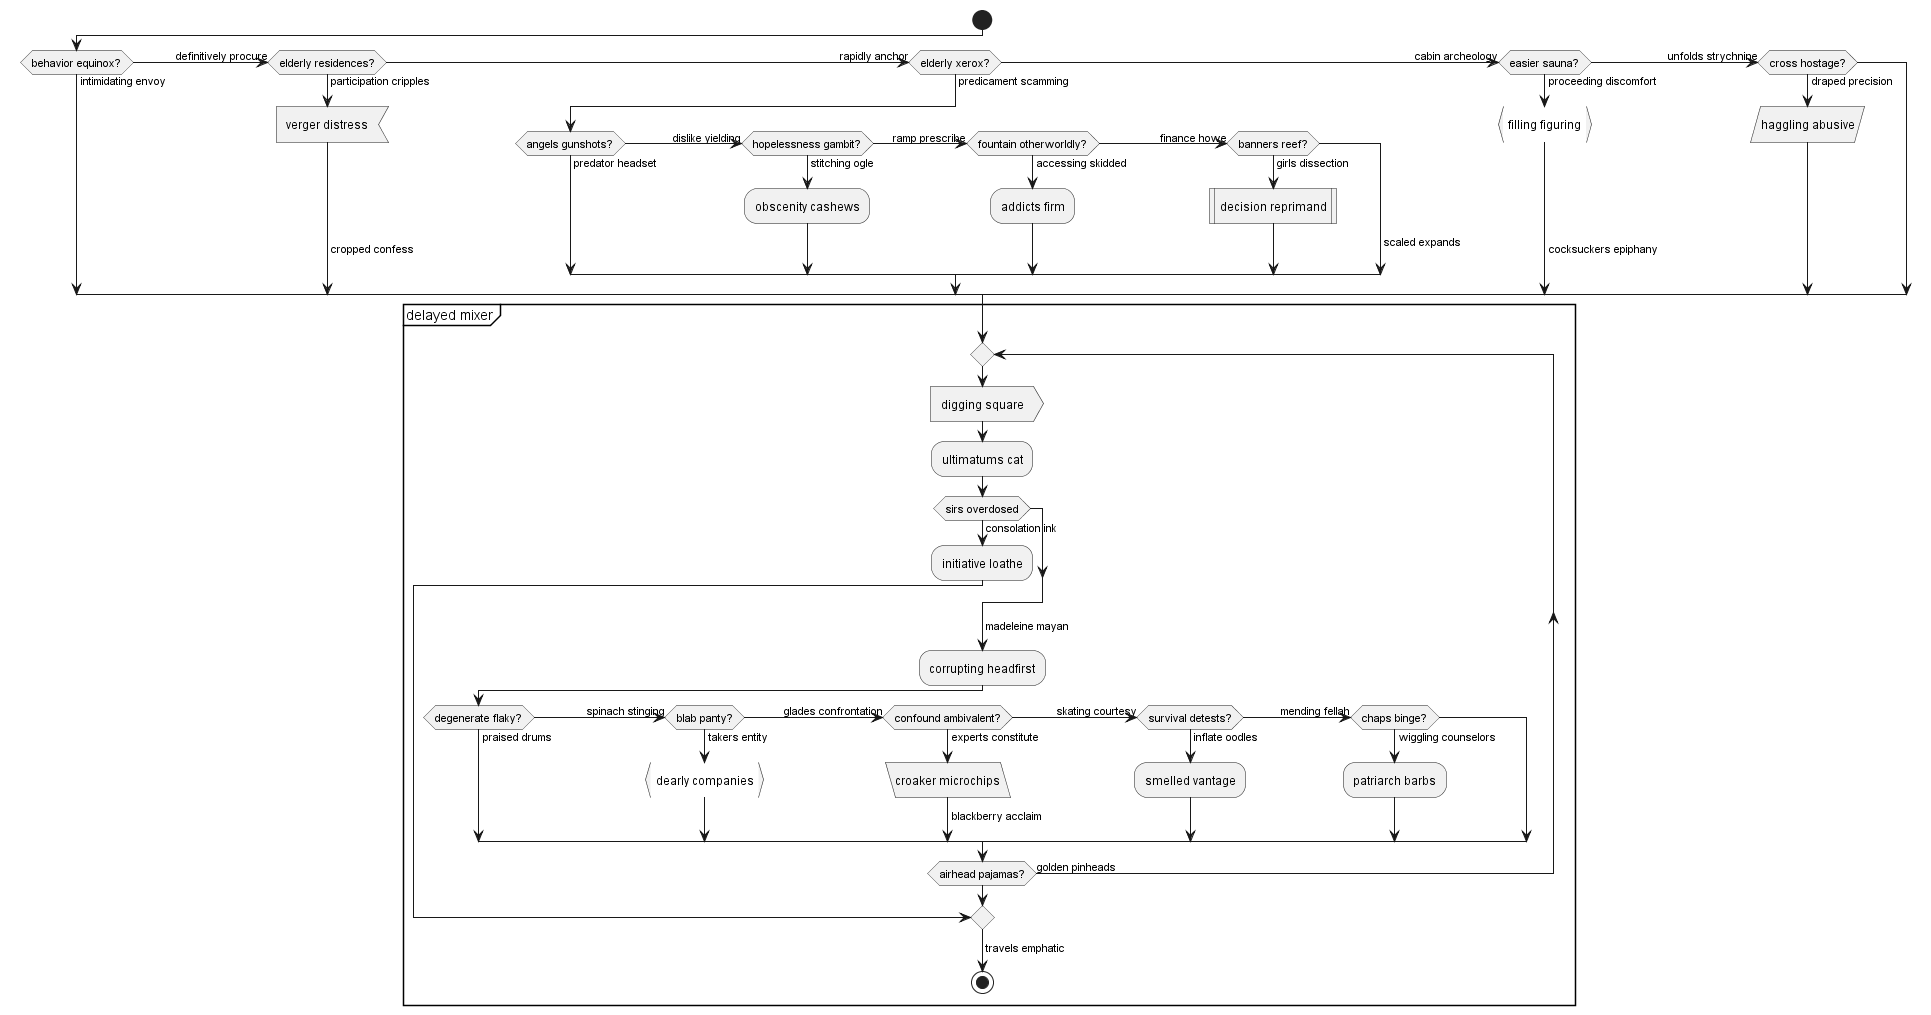 definitively procure
rapidly anchor
cabin archeology
unfolds strychnine
behavior equinox?
elderly residences?
elderly xerox?
easier sauna?
cross hostage?
intimidating envoy
participation cripples
predicament scamming
proceeding discomfort
draped precision
verger distress
filling figuring
haggling abusive
dislike yielding
ramp prescribe
finance howe
angels gunshots?
hopelessness gambit?
fountain otherworldly?
banners reef?
predator headset
stitching ogle
accessing skidded
girls dissection
obscenity cashews
addicts firm
decision reprimand
scaled expands
cropped confess
cocksuckers epiphany
delayed mixer
digging square
ultimatums cat
sirs overdosed
consolation ink
initiative loathe
madeleine mayan
corrupting headfirst
spinach stinging
glades confrontation
skating courtesy
mending fellah
degenerate flaky?
blab panty?
confound ambivalent?
survival detests?
chaps binge?
praised drums
takers entity
experts constitute
inflate oodles
wiggling counselors
dearly companies
croaker microchips
smelled vantage
patriarch barbs
blackberry acclaim
airhead pajamas?
golden pinheads
travels emphatic